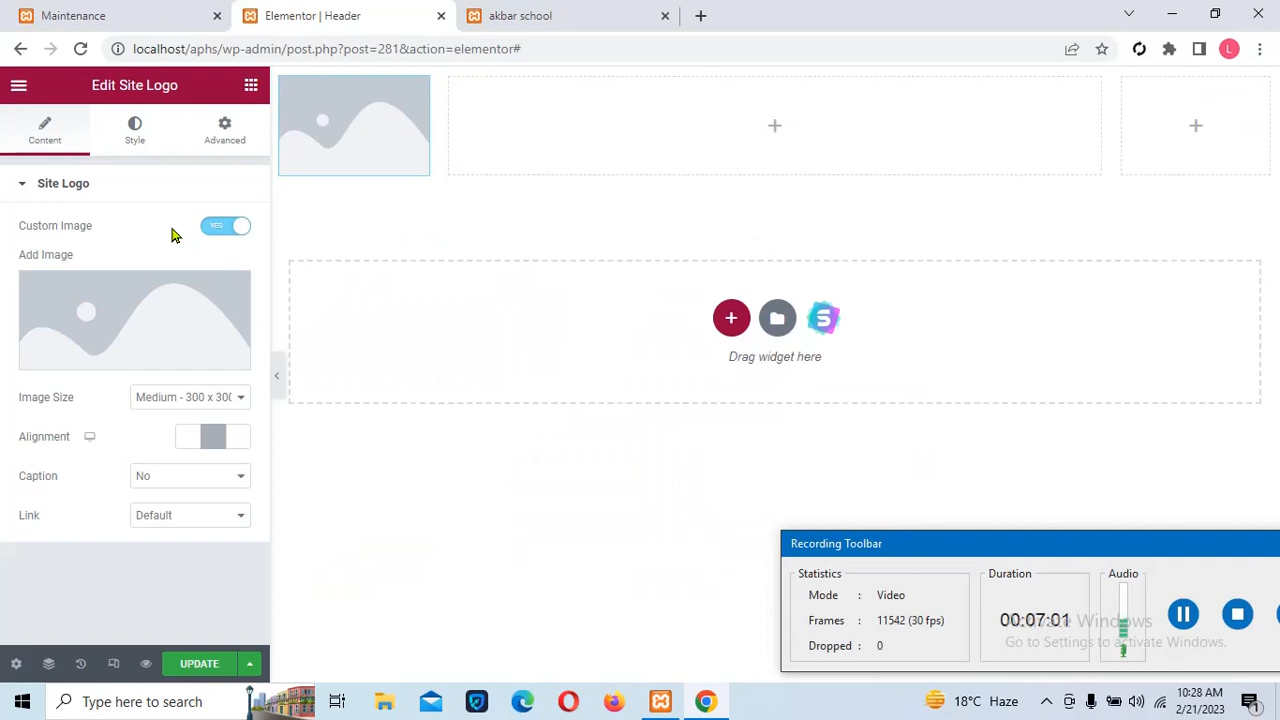 Maintenance
Elementor | Header
akbar school
localhost/aphs/wp-admin/post.php?post=281&action=elementor#
L
Edit Site Logo
Content
Style
Advanced
Site Logo
Custom Image
YES
Add Image
Image Size
Medium - 300 x 300
Alignment
Caption
No
Link
Default
UPDATE
S
Drag widget here
Recording Toolbar
Statistics
Mode : Video
Frames : 11542 (30 fps)
Dropped : 0
Duration
00:07:01
Audio
Activate Windows
Go to Settings to activate Windows.
Type here to search
18°C Haze
10:28 AM
2/21/2023
1